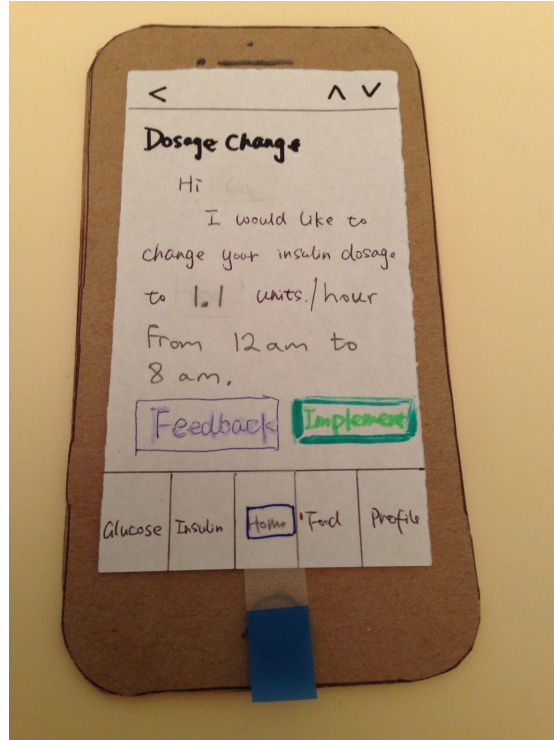 <
∧ ∨
Dosage Change
Hi
I would like to
change your insulin dosage
to 1.1 units./hour
From 12 am to
8 am.
Feedback
Implement
Glucose
Insulin
Home
Food
Profile